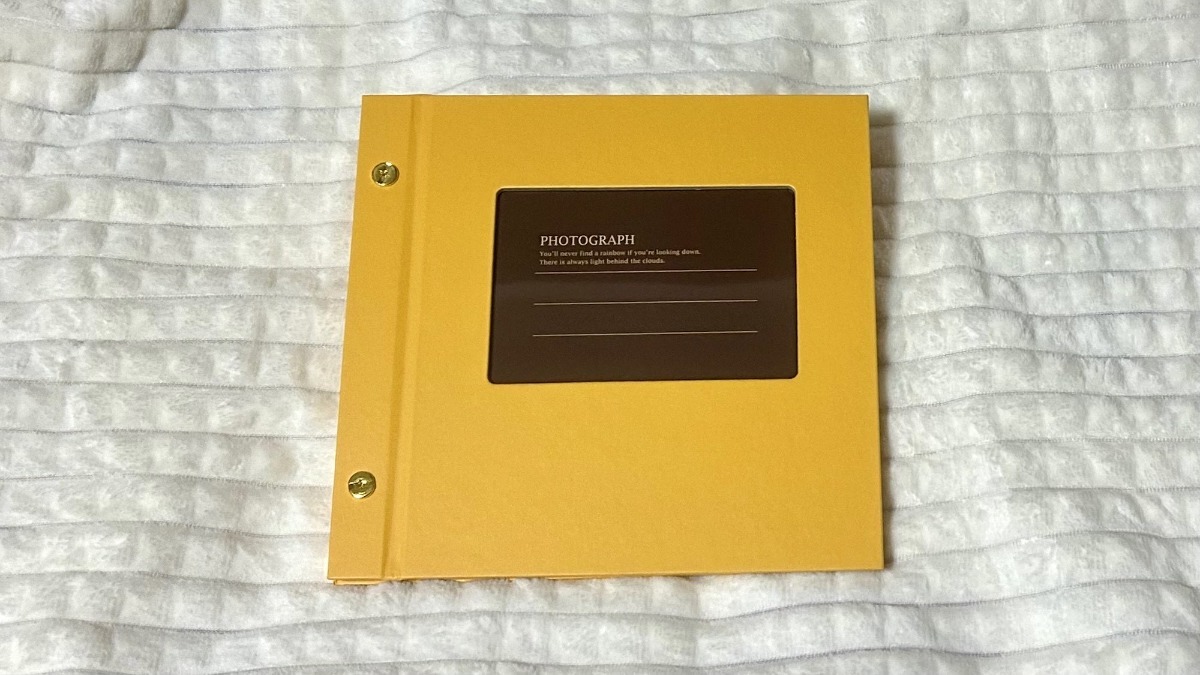 PHOTOGRAPH
You'll never find a rainbow if you're looking down.
There is always light behind the clouds.